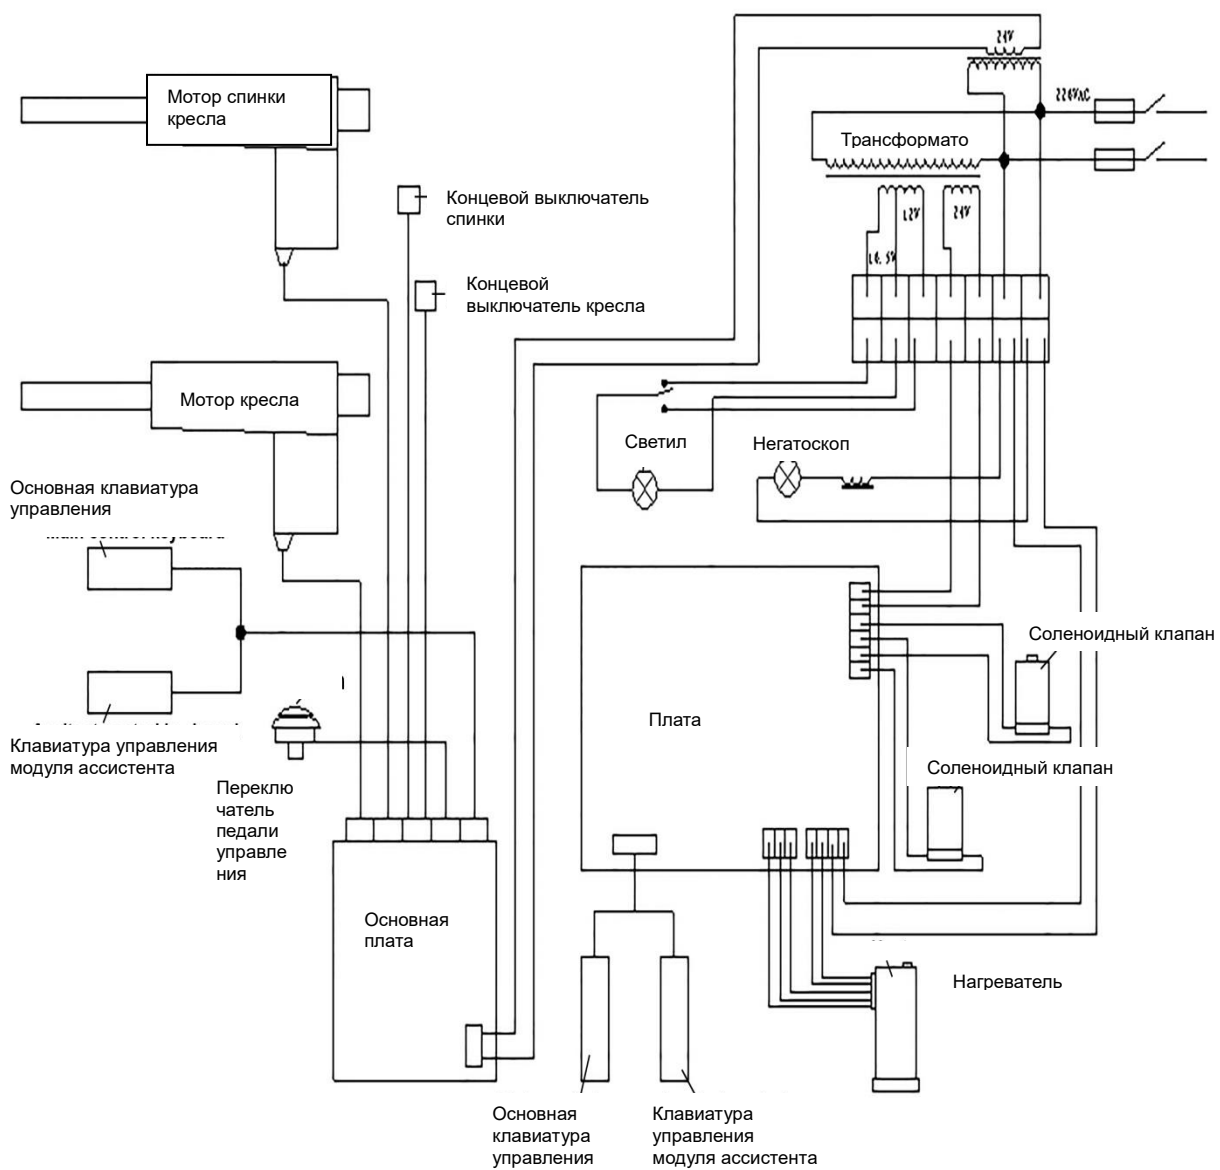 24V
Мотор спинки
кресла
220VAC
Трансформато
Концевой выключатель
спинки
12V
24V
16.5V
Концевой
выключатель кресла
Мотор кресла
Светил
Негатоскоп
Основная клавиатура
управления
Соленоидный клапан
Плата
Клавиатура управления
модуля ассистента
Соленоидный клапан
Переклю
чатель
педали
управле
ния
Основная
плата
Нагреватель
Основная
клавиатура
управления
Клавиатура
управления
модуля ассистента